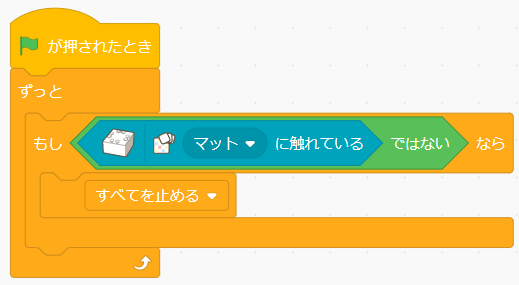 が押されたとき
ずっと
もし マット に触れている ではない なら
すべてを止める